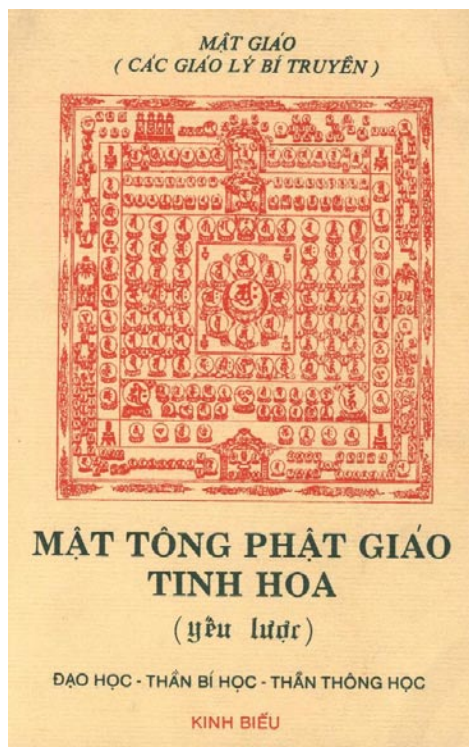 MẬT GIÁO
( CÁC GIÁO LÝ BÍ TRUYỀN )
MẬT TÔNG PHẬT GIÁO
TINH HOA
(yếu lược)
ĐẠO HỌC - THẦN BÍ HỌC - THẦN THÔNG HỌC
KINH BIẾU